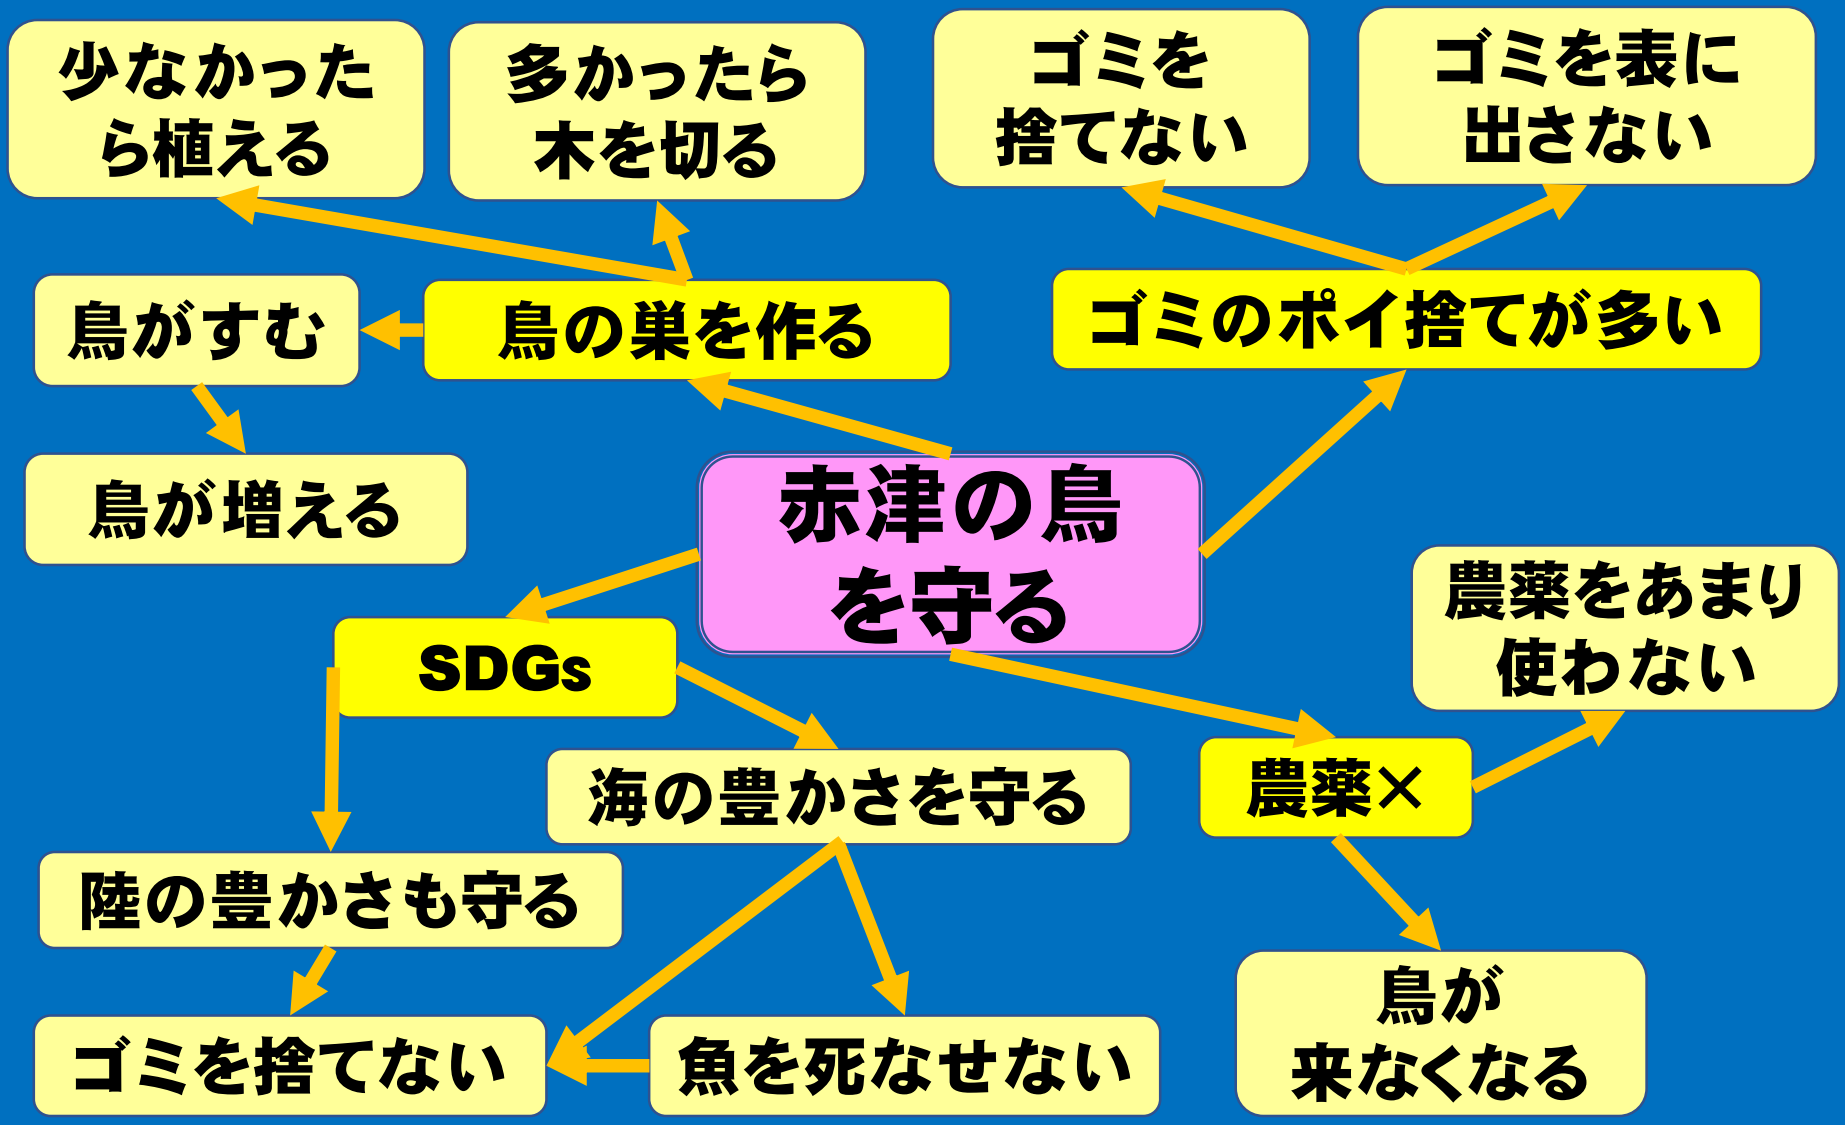 少なかった
ら植える
多かったら
木を切る
ゴミを
捨てない
ゴミを表に
出さない
鳥がすむ
鳥の巣を作る
ゴミのポイ捨てが多い
鳥が増える
赤津の鳥
を守る
農薬をあまり
使わない
SDGs
海の豊かさを守る
農薬×
陸の豊かさも守る
鳥が
来なくなる
ゴミを捨てない
魚を死なせない